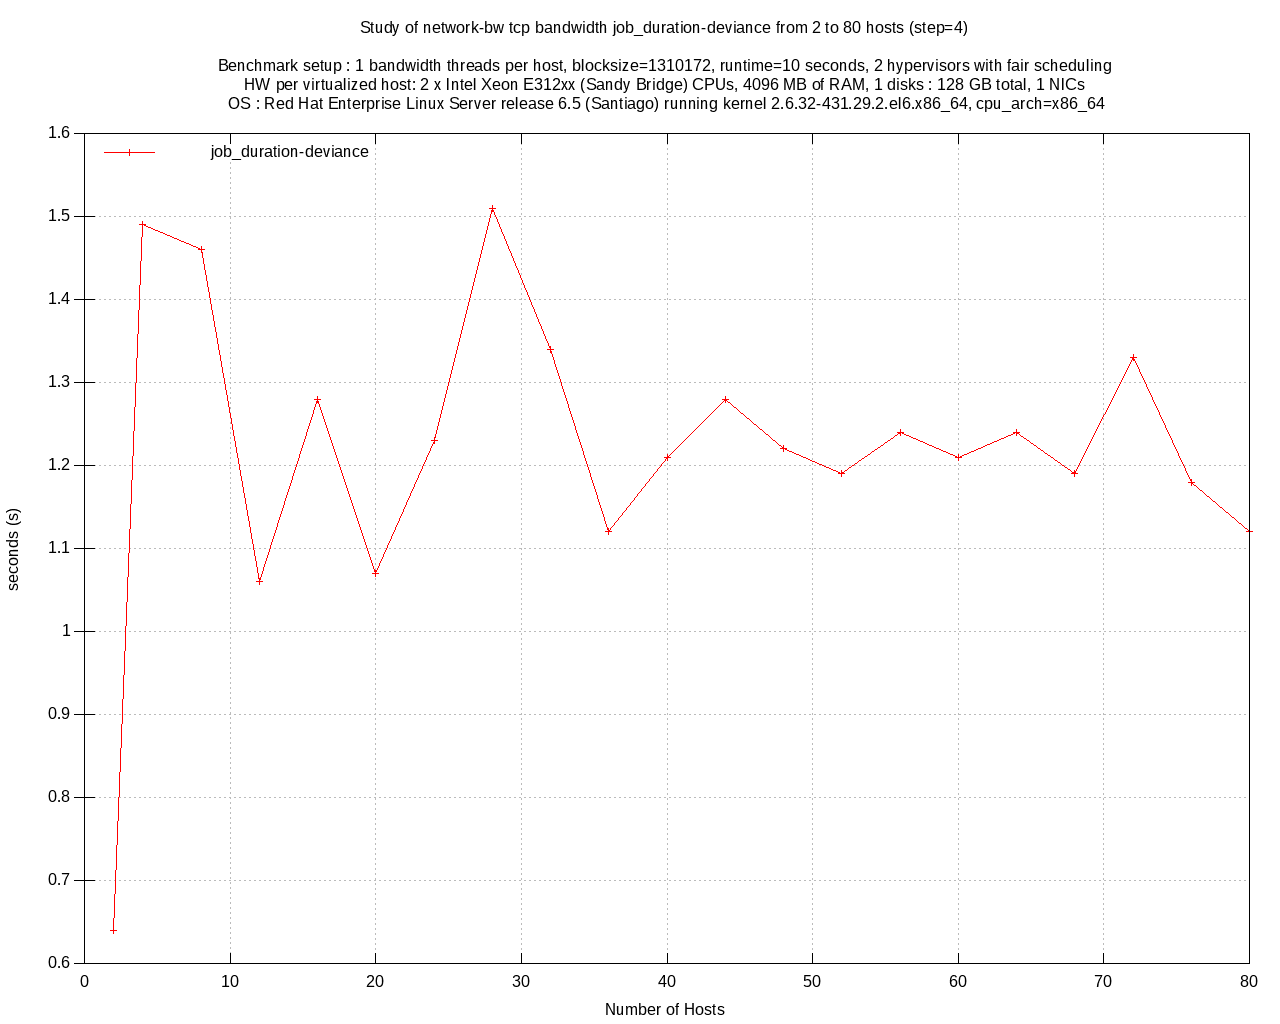 Study of network-bw tcp bandwidth job_duration-deviance from 2 to 80 hosts (step=4)
Benchmark setup : 1 bandwidth threads per host, blocksize=1310172, runtime=10 seconds, 2 hypervisors with fair scheduling
HW per virtualized host: 2 x Intel Xeon E312xx (Sandy Bridge) CPUs, 4096 MB of RAM, 1 disks : 128 GB total, 1 NICs
OS : Red Hat Enterprise Linux Server release 6.5 (Santiago) running kernel 2.6.32-431.29.2.el6.x86_64, cpu_arch=x86_64
job_duration-deviance
1.6
1.5
1.4
1.3
1.2
1.1
1
0.9
0.8
0.7
0.6
seconds (s)
0 10 20 30 40 50 60 70 80
Number of Hosts